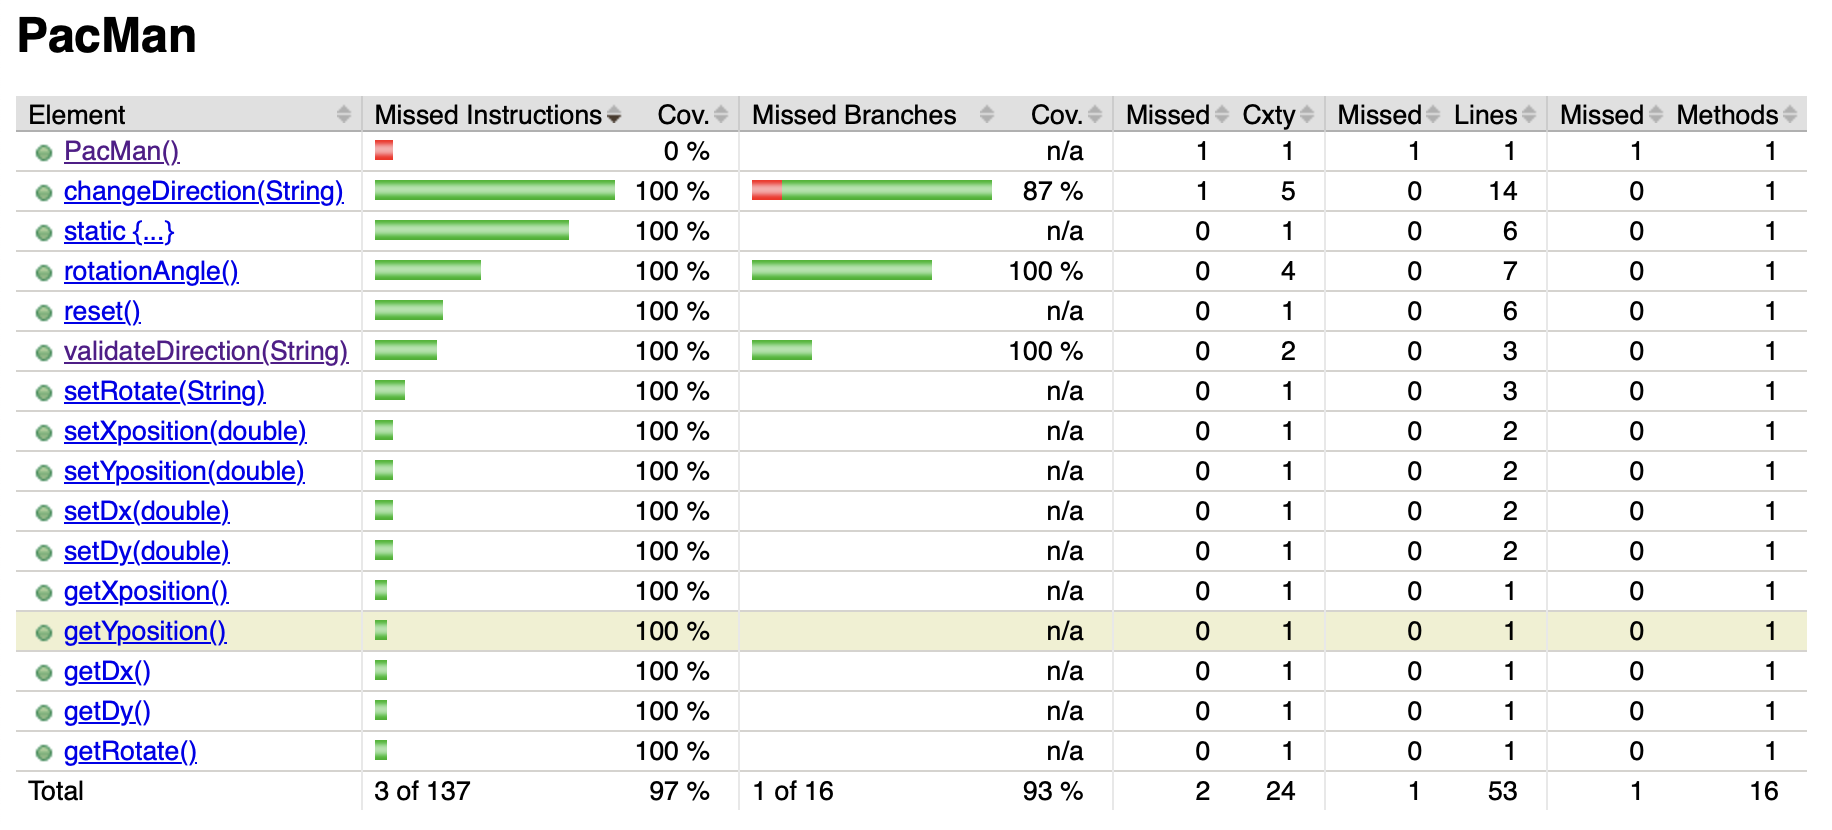 PacMan
Element Missed Instructions Cov. Missed Branches Cov. Missed Cxty Missed Lines Missed Methods
PacMan() 0 % n/a 1 1 1 1 1 1
changeDirection(String) 100 % 87 % 1 5 0 14 0 1
static {...} 100 % n/a 0 1 0 6 0 1
rotationAngle() 100 % 100 % 0 4 0 7 0 1
reset() 100 % n/a 0 1 0 6 0 1
validateDirection(String) 100 % 100 % 0 2 0 3 0 1
setRotate(String) 100 % n/a 0 1 0 3 0 1
setXposition(double) 100 % n/a 0 1 0 2 0 1
setYposition(double) 100 % n/a 0 1 0 2 0 1
setDx(double) 100 % n/a 0 1 0 2 0 1
setDy(double) 100 % n/a 0 1 0 2 0 1
getXposition() 100 % n/a 0 1 0 1 0 1
getYposition() 100 % n/a 0 1 0 1 0 1
getDx() 100 % n/a 0 1 0 1 0 1
getDy() 100 % n/a 0 1 0 1 0 1
getRotate() 100 % n/a 0 1 0 1 0 1
Total 3 of 137 97 % 1 of 16 93 % 2 24 1 53 1 16